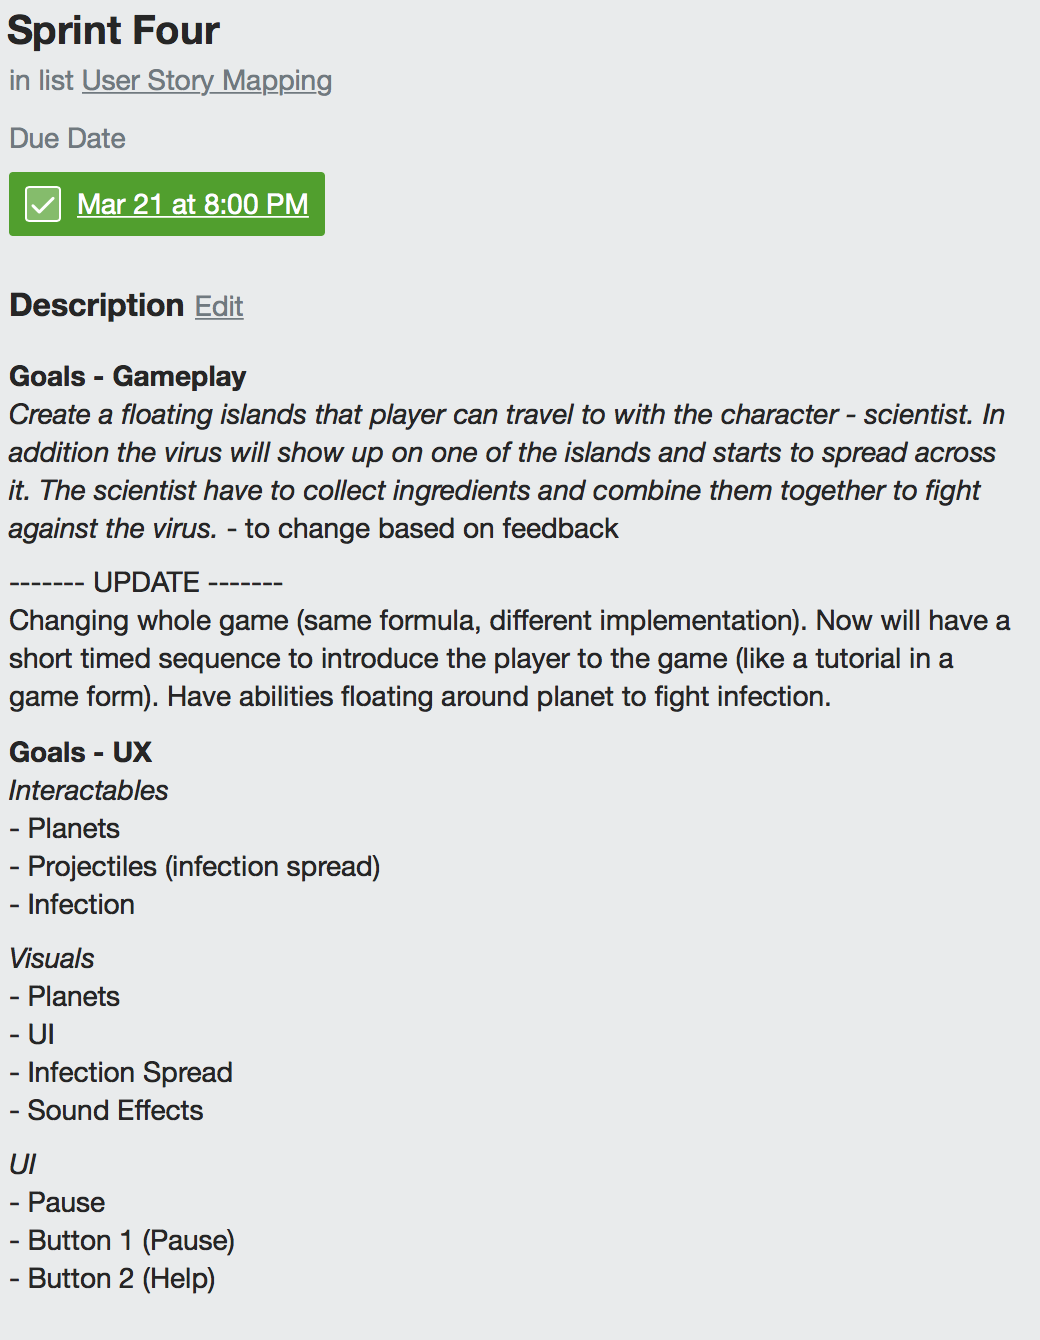 Sprint Four
in list User Story Mapping
Due Date
Mar 21 at 8:00 PM
Description Edit
Goals - Gameplay
Create a floating islands that player can travel to with the character - scientist. In
addition the virus will show up on one of the islands and starts to spread across
it. The scientist have to collect ingredients and combine them together to fight
against the virus. - to change based on feedback
------- UPDATE -------
Changing whole game (same formula, different implementation). Now will have a
short timed sequence to introduce the player to the game (like a tutorial in a
game form). Have abilities floating around planet to fight infection.
Goals - UX
Interactables
- Planets
- Projectiles (infection spread)
- Infection
Visuals
- Planets
- UI
- Infection Spread
- Sound Effects
UI
- Pause
- Button 1 (Pause)
- Button 2 (Help)